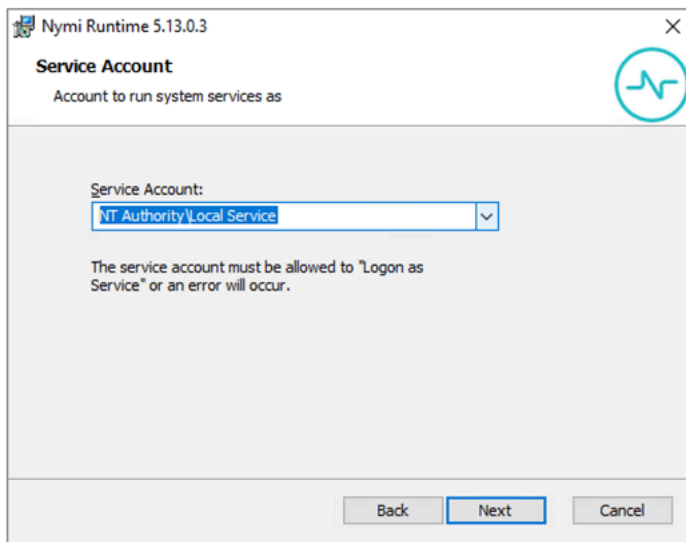 Nymi Runtime 5.13.0.3
Service Account
Account to run system services as
Service Account:
NT Authority\Local Service
The service account must be allowed to "Logon as
Service" or an error will occur.
Back
Next
Cancel